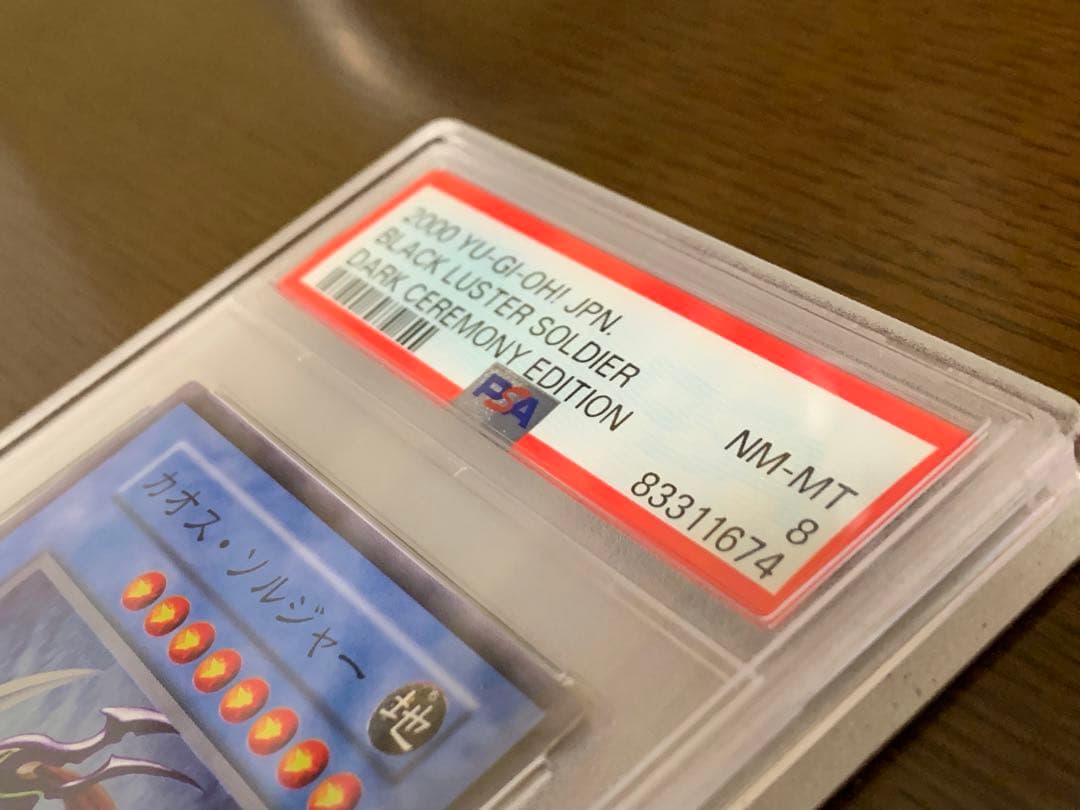 2000 YU-GI-OH! JPN.
BLACK LUSTER SOLDIER
DARK CEREMONY EDITION
NM-MT
8
83311674
PSA
カオス・ソルジャー
地